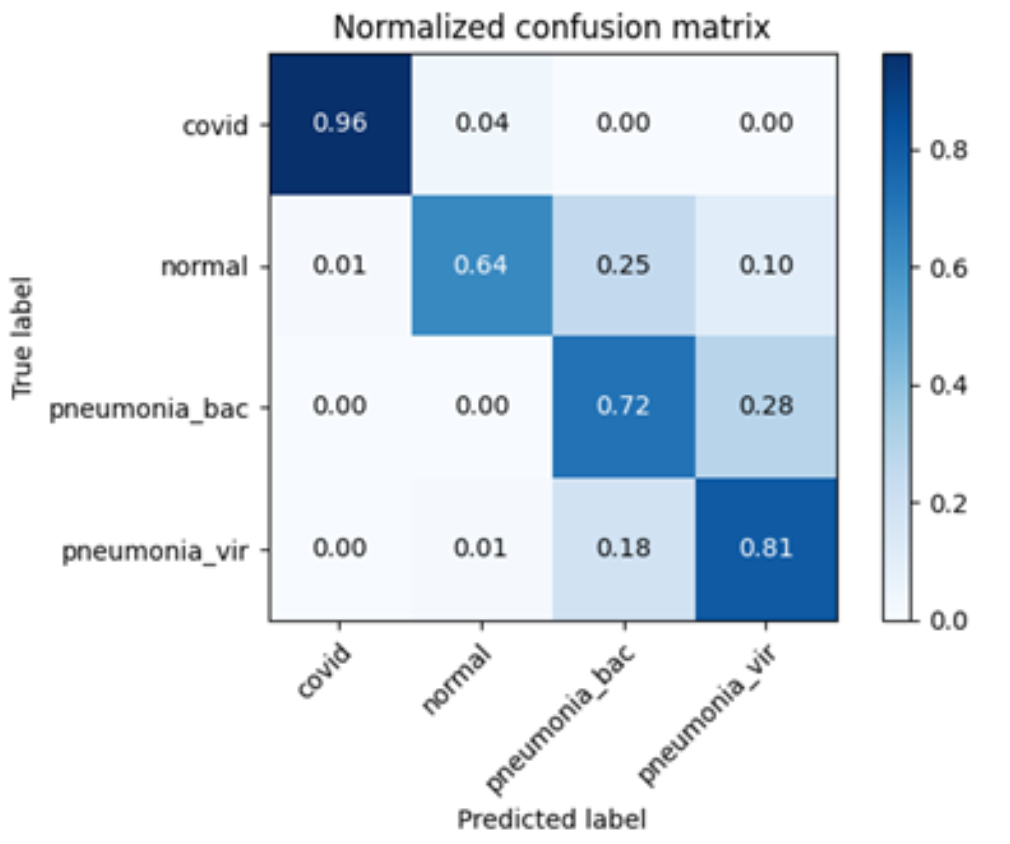 Normalized confusion matrix
True label
covid 0.96 0.04 0.00 0.00
normal 0.01 0.64 0.25 0.10
pneumonia_bac 0.00 0.00 0.72 0.28
pneumonia_vir 0.00 0.01 0.18 0.81
covid normal pneumonia_bac pneumonia_vir
Predicted label
0.8
0.6
0.4
0.2
0.0